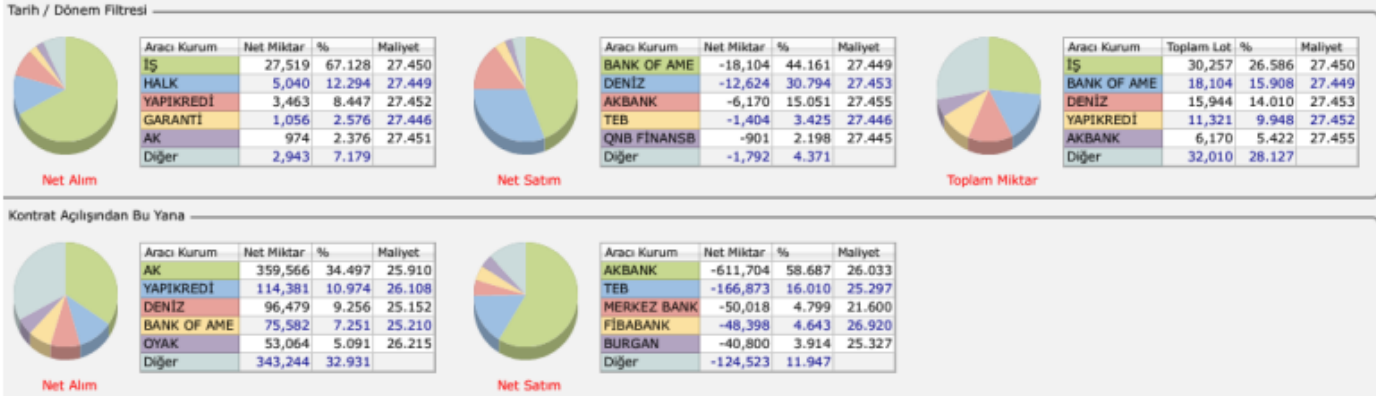 Tarih / Dönem Filtresi
Aracı Kurum Net Miktar % Maliyet
İŞ 27,519 67.128 27.450
HALK 5,040 12.294 27.449
YAPIKREDİ 3,463 8.447 27.452
GARANTİ 1,056 2.576 27.446
AK 974 2.376 27.451
Diğer 2,943 7.179
Net Alım
Aracı Kurum Net Miktar % Maliyet
BANK OF AME -18,104 44.161 27.449
DENİZ -12,624 30.794 27.453
AKBANK -6,170 15.051 27.455
TEB -1,404 3.425 27.446
QNB FİNANSB -901 2.198 27.445
Diğer -1,792 4.371
Net Satım
Aracı Kurum Toplam Lot % Maliyet
İŞ 30,257 26.586 27.450
BANK OF AME 18,104 15.908 27.449
DENİZ 15,944 14.010 27.453
YAPIKREDİ 11,321 9.948 27.452
AKBANK 6,170 5.422 27.455
Diğer 32,010 28.127
Toplam Miktar
Kontrat Açılışından Bu Yana
Aracı Kurum Net Miktar % Maliyet
AK 359,566 34.497 25.910
YAPIKREDİ 114,381 10.974 26.108
DENİZ 96,479 9.256 25.152
BANK OF AME 75,582 7.251 25.210
OYAK 53,064 5.091 26.215
Diğer 343,244 32.931
Net Alım
Aracı Kurum Net Miktar % Maliyet
AKBANK -611,704 58.687 26.033
TEB -166,873 16.010 25.297
MERKEZ BANK -50,018 4.799 21.600
FİBABANK -48,398 4.643 26.920
BURGAN -40,800 3.914 25.327
Diğer -124,523 11.947
Net Satım